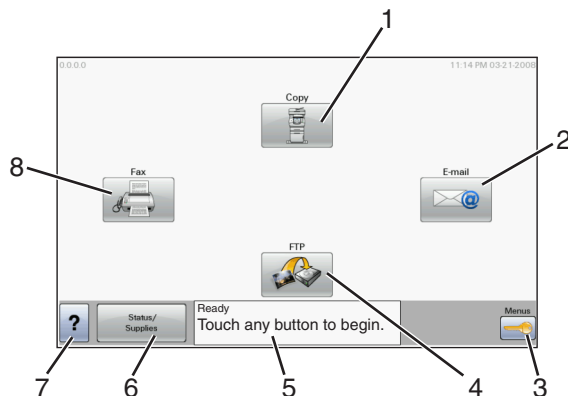 1
0.0.0.0
11:14 PM 03-21-2008
Copy
2
8
Fax
E-mail
@
FTP
Ready
Touch any button to begin.
?
Status/
Supplies
Menus
7
6
5
4
3